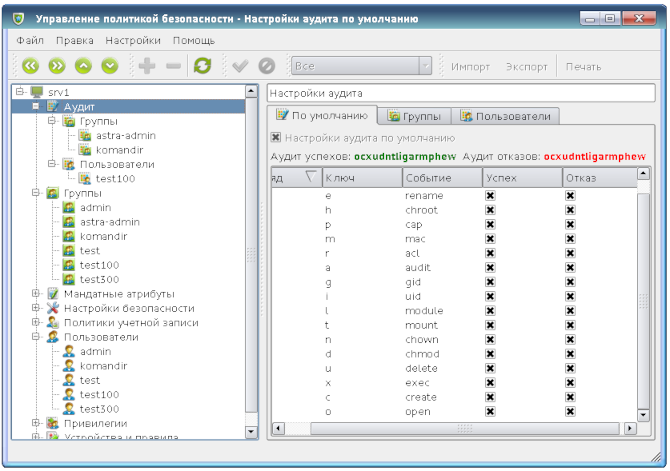 Управление политикой безопасности - Настройки аудита по умолчанию
Файл Правка Настройки Помощь
Все Импорт Экспорт Печать
srv1
Аудит
Группы
astra-admin
komandir
Пользователи
test100
Группы
admin
astra-admin
komandir
test
test100
test300
Мандатные атрибуты
Настройки безопасности
Политики учетной записи
Пользователи
admin
komandir
test
test100
test300
Привилегии
Устройства и правила
Настройки аудита
По умолчанию Группы Пользователи
Настройки аудита по умолчанию
Аудит успехов: ocxudntligarmphew Аудит отказов: ocxudntligarmphew
яд Ключ Событие Успех Отказ
e rename
h chroot
p cap
m mac
r acl
a audit
g gid
i uid
l module
t mount
n chown
d chmod
u delete
x exec
c create
o open